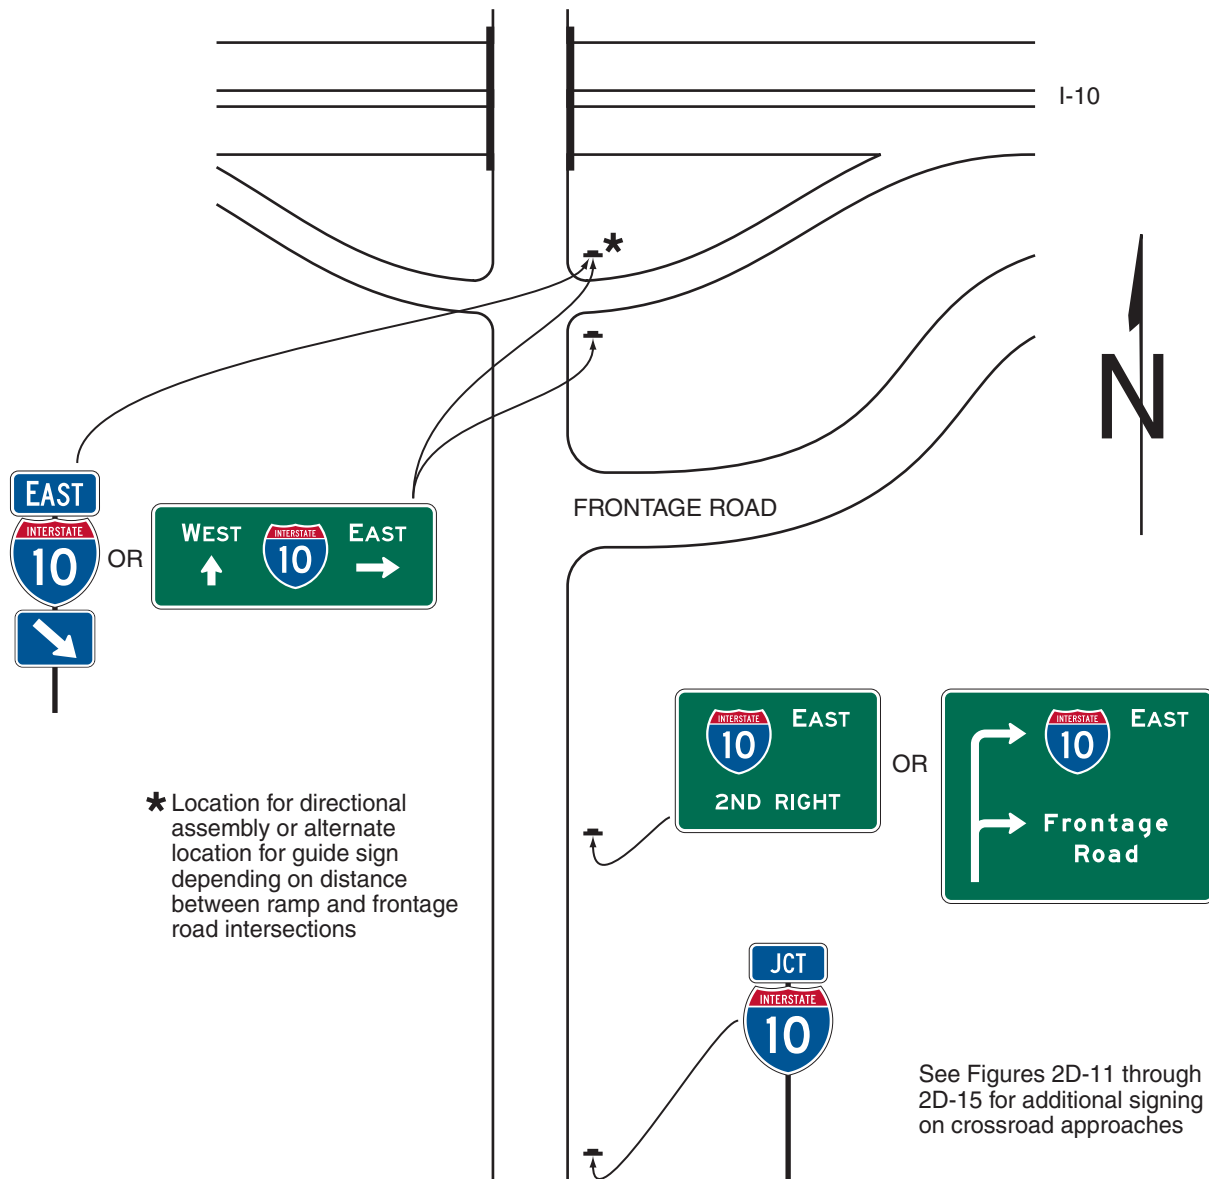 I-10
*
N
FRONTAGE ROAD
EAST
INTERSTATE
10
OR
WEST INTERSTATE EAST
10
INTERSTATE EAST
10
2ND RIGHT
OR
INTERSTATE EAST
10
Frontage
Road
* Location for directional
assembly or alternate
location for guide sign
depending on distance
between ramp and frontage
road intersections
JCT
INTERSTATE
10
See Figures 2D-11 through
2D-15 for additional signing
on crossroad approaches